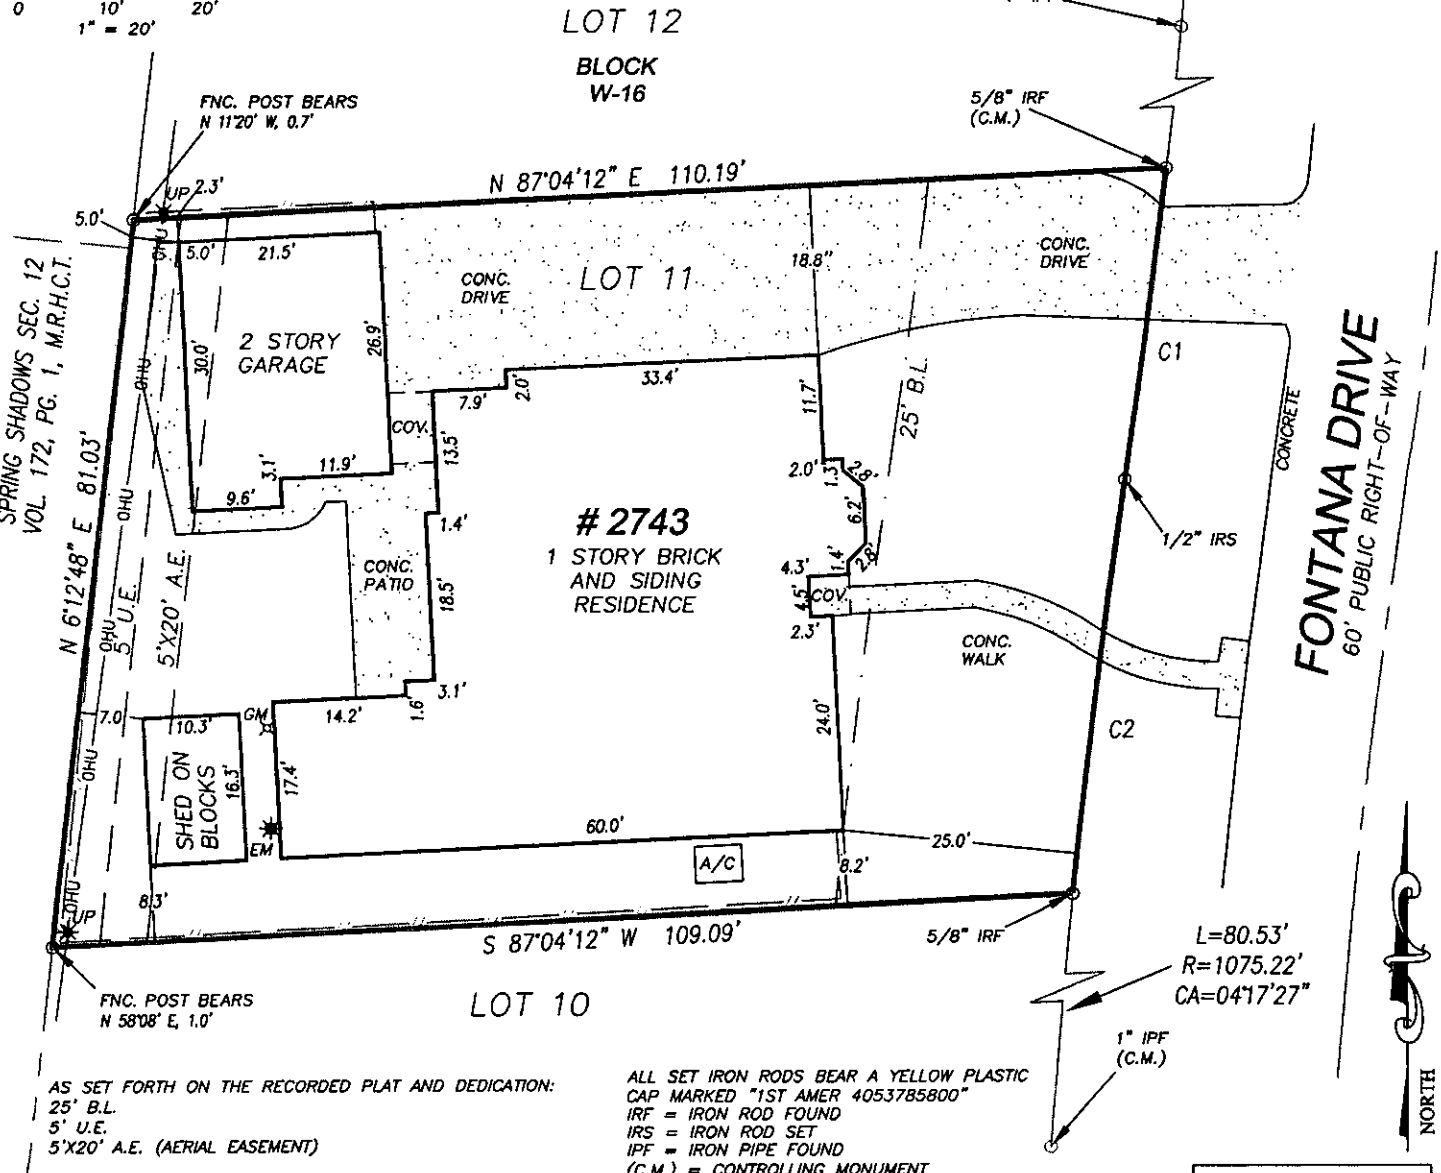 0 10' 20'
1" = 20'
LOT 12
BLOCK
W-16
FNC. POST BEARS
N 11°20' W, 0.7'
5/8" IRF
(C.M.)
N 87°04'12" E 110.19'
UP
2.3'
5.0'
OHU
5.0'
21.5'
SPRING SHADOWS SEC. 12
VOL. 172, PG. 1, M.R.H.C.T.
2 STORY
GARAGE
30.0'
26.9'
CONC.
DRIVE
LOT 11
18.8"
CONC.
DRIVE
OHU
33.4'
2.0'
7.9'
COV.
13.5'
11.7'
25' B.L.
C1
CONCRETE
FONTANA DRIVE
60' PUBLIC RIGHT-OF-WAY
N 6°12'48" E 81.03'
3.1'
11.9'
9.6'
2.0'
1.3'
2.8'
6.2'
1.4'
2.8'
1/2" IRS
OHU
1.4'
# 2743
1 STORY BRICK
AND SIDING
RESIDENCE
CONC.
PATIO
18.5'
4.3'
4.5'
COV.
2.3'
CONC.
WALK
OHU
5' U.E.
5'X20' A.E.
3.1'
1.6'
14.2'
24.0'
C2
7.0'
10.3'
GM
OHU
SHED ON
BLOCKS
16.3'
17.4'
EM
60.0'
A/C
25.0'
8.2'
8.3'
OHU
UP
S 87°04'12" W 109.09'
5/8" IRF
L=80.53'
R=1075.22'
CA=04°17'27"
FNC. POST BEARS
N 58°08' E, 1.0'
LOT 10
1" IPF
(C.M.)
NORTH
AS SET FORTH ON THE RECORDED PLAT AND DEDICATION:
25' B.L.
5' U.E.
5'X20' A.E. (AERIAL EASEMENT)
ALL SET IRON RODS BEAR A YELLOW PLASTIC
CAP MARKED "1ST AMER 4053785800"
IRF = IRON ROD FOUND
IRS = IRON ROD SET
IPF = IRON PIPE FOUND
(C.M.) = CONTROLLING MONUMENT